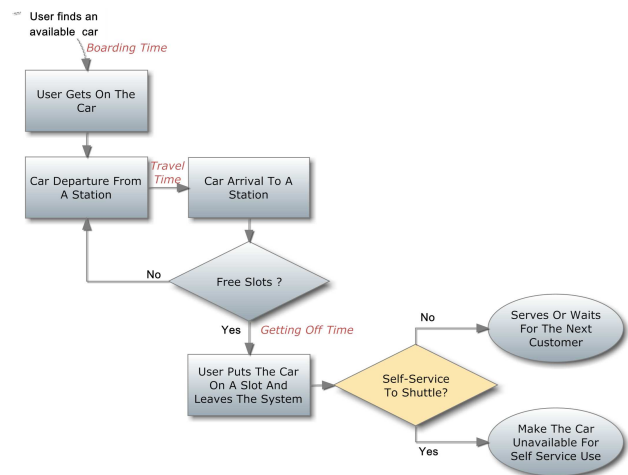 User finds an
available car
Boarding Time
User Gets On The
Car
Car Departure From
A Station
Travel
Time
Car Arrival To A
Station
Free Slots ?
No
Yes
Getting Off Time
User Puts The Car
On A Slot And
Leaves The System
Self-Service
To Shuttle?
No
Serves Or Waits
For The Next
Customer
Yes
Make The Car
Unavailable For
Self Service Use